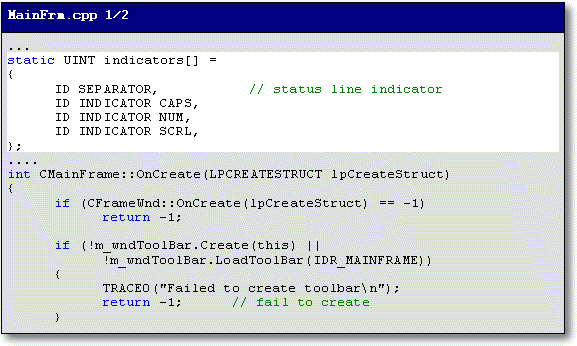 MainFrm.cpp 1/2
...
static UINT indicators[] =
{
ID SEPARATOR, // status line indicator
ID INDICATOR CAPS,
ID INDICATOR NUM,
ID INDICATOR SCRL,
};
....
int CMainFrame::OnCreate(LPCREATESTRUCT lpCreateStruct)
{
if (CFrameWnd::OnCreate(lpCreateStruct) == -1)
return -1;
if (!m_wndToolBar.Create(this) ||
!m_wndToolBar.LoadToolBar(IDR_MAINFRAME))
{
TRACE0("Failed to create toolbar\n");
return -1; // fail to create
}